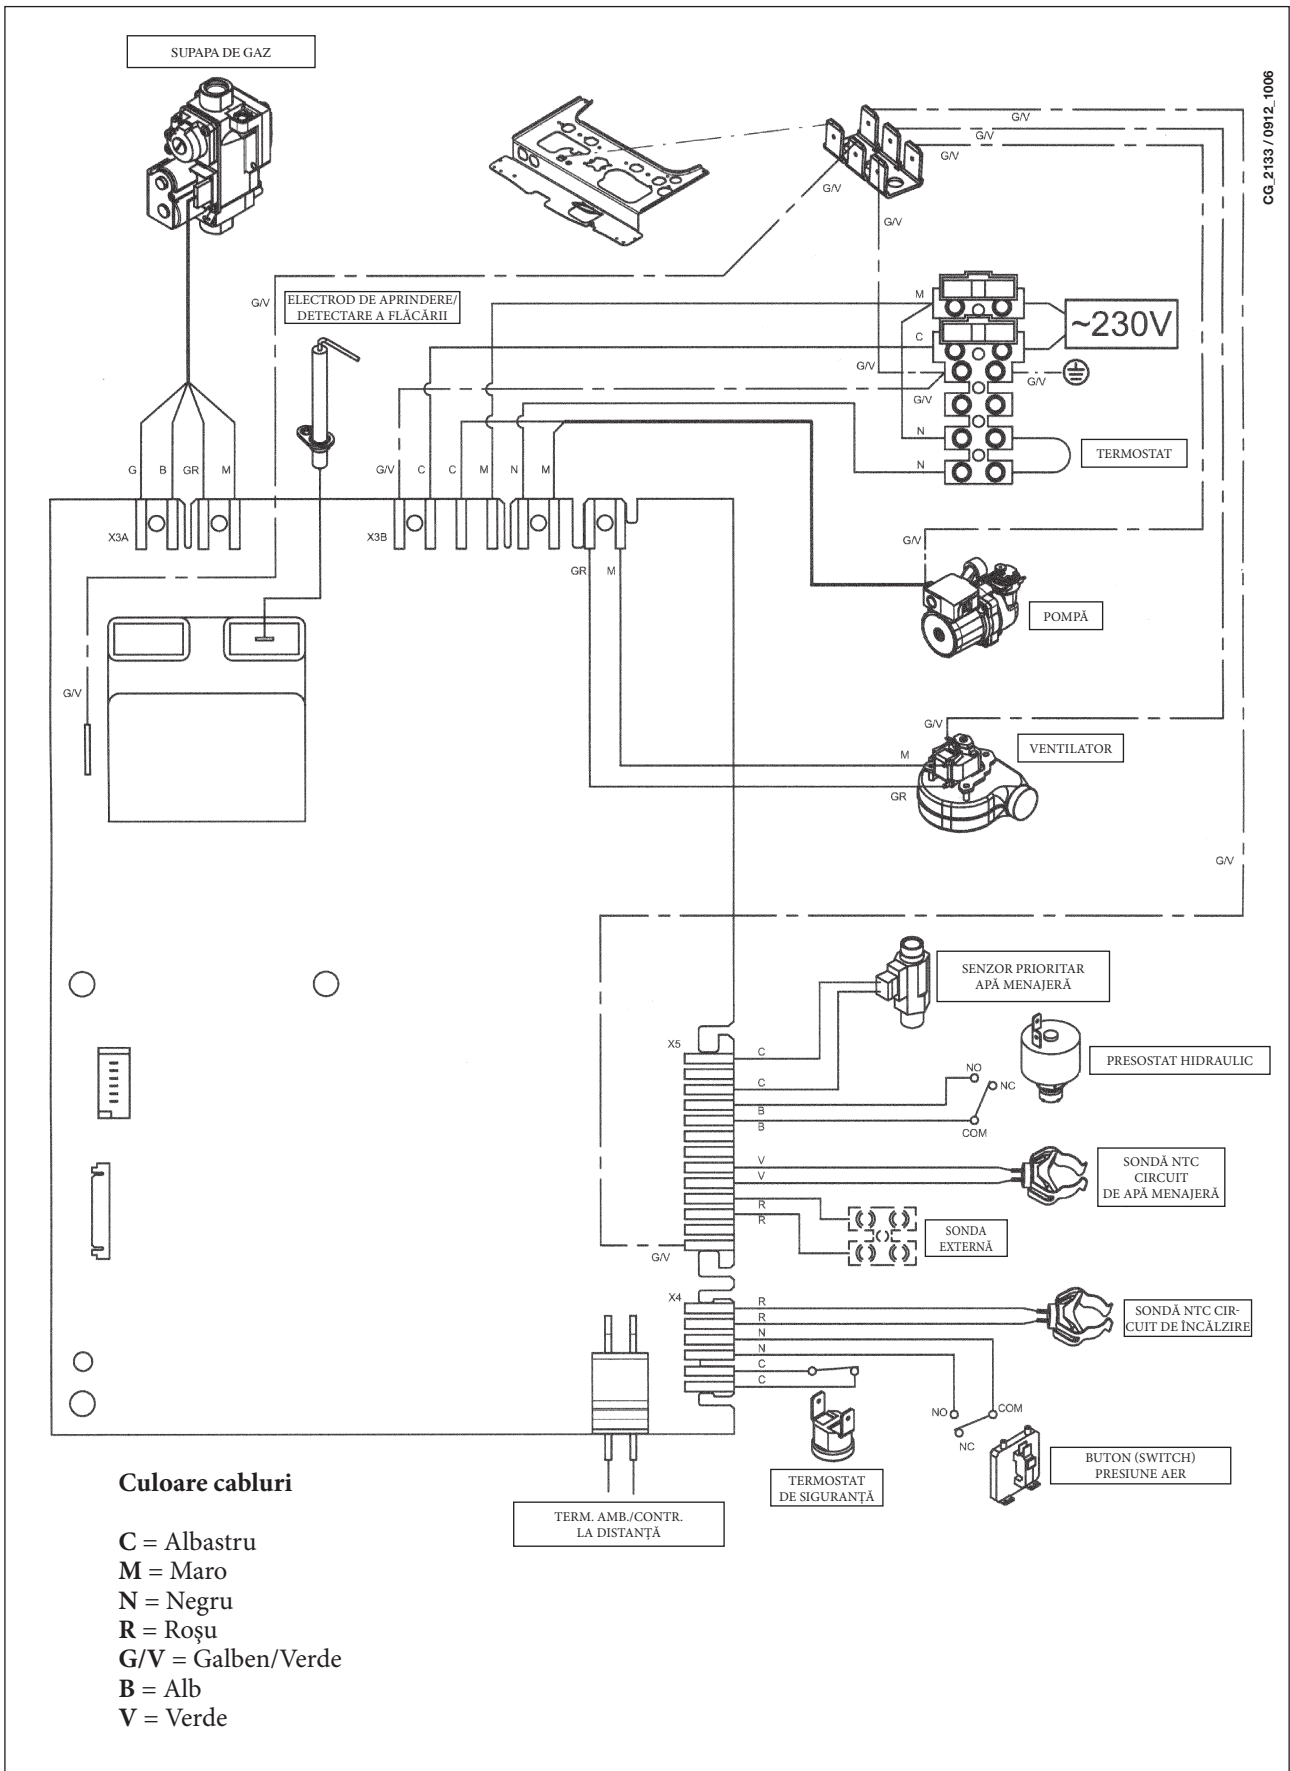 SUPAPA DE GAZ
CG_2133 / 0912_1006
G/V
G/V
G/V
G/V
G/V
G/V
ELECTROD DE APRINDERE/
DETECTARE A FLĂCĂRII
M
~230V
C
G/V
G/V
G/V
N
TERMOSTAT
N
G
B
GR
M
G/V
C
C
M
N
M
X3A
X3B
G/V
GR
M
POMPĂ
G/V
G/V
VENTILATOR
M
GR
G/V
SENZOR PRIORITAR
APĂ MENAJERĂ
X5
C
NO
PRESOSTAT HIDRAULIC
C
NC
B
B
COM
V
V
SONDĂ NTC
CIRCUIT
DE APĂ MENAJERĂ
R
R
SONDA
EXTERNĂ
G/V
X4
R
R
SONDĂ NTC CIR-
CUIT DE ÎNCĂLZIRE
N
N
C
C
NO
COM
NC
BUTON (SWITCH)
PRESIUNE AER
TERMOSTAT
DE SIGURANȚĂ
TERM. AMB./CONTR.
LA DISTANȚĂ
Culoare cabluri
C = Albastru
M = Maro
N = Negru
R = Roșu
G/V = Galben/Verde
B = Alb
V = Verde